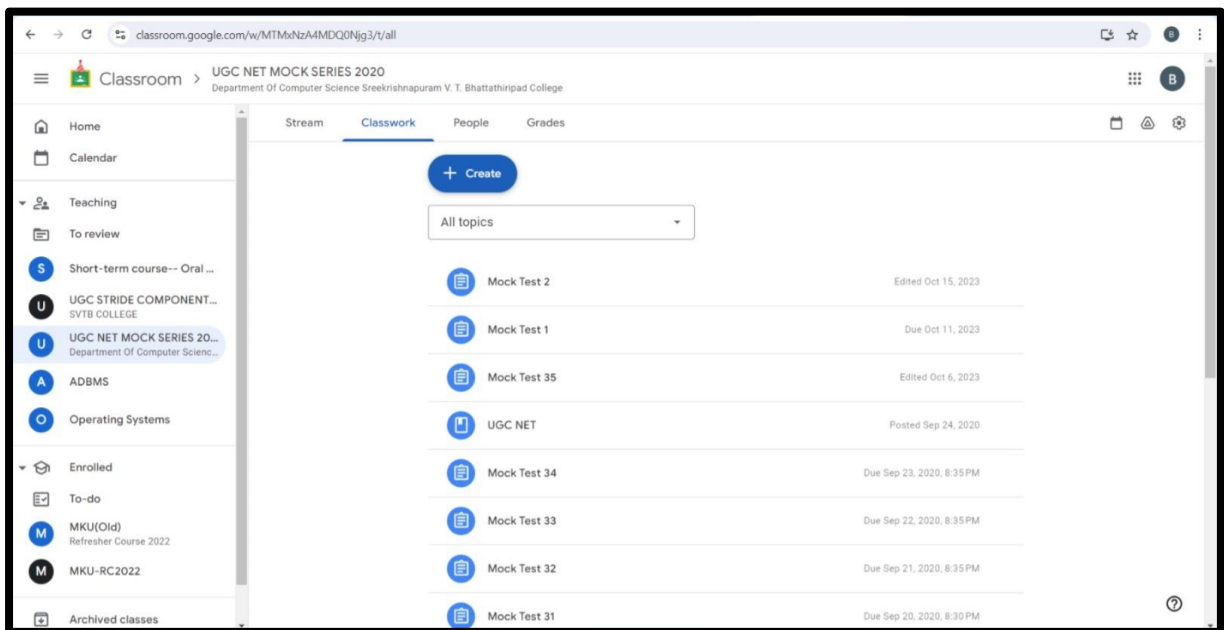 classroom.google.com/w/MTMxNzA4MDQ0Njg3/t/all
B
Classroom > UGC NET MOCK SERIES 2020
Department Of Computer Science Sreekrishnapuram V. T. Bhattathiripad College
B
Home
Calendar
Teaching
To review
S Short-term course-- Oral ...
U UGC STRIDE COMPONENT...
SVTB COLLEGE
U UGC NET MOCK SERIES 20...
Department Of Computer Scienc...
A ADBMS
O Operating Systems
Enrolled
To-do
M MKU(Old)
Refresher Course 2022
M MKU-RC2022
Archived classes
Stream Classwork People Grades
+ Create
All topics
Mock Test 2 Edited Oct 15, 2023
Mock Test 1 Due Oct 11, 2023
Mock Test 35 Edited Oct 6, 2023
UGC NET Posted Sep 24, 2020
Mock Test 34 Due Sep 23, 2020, 8:35 PM
Mock Test 33 Due Sep 22, 2020, 8:35 PM
Mock Test 32 Due Sep 21, 2020, 8:35 PM
Mock Test 31 Due Sep 20, 2020, 8:30 PM